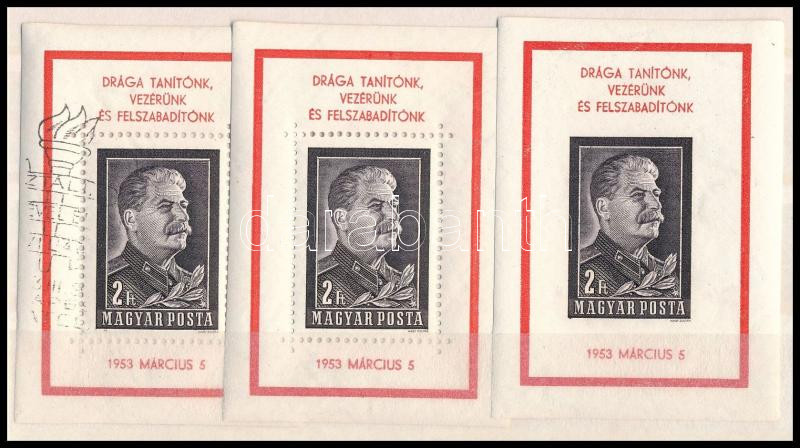 DRÁGA TANÍTÓNK,
VEZÉRÜNK
ÉS FELSZABADÍTÓNK
2 Ft
MAGYAR POSTA
1953 MÁRCIUS 5
DRÁGA TANÍTÓNK,
VEZÉRÜNK
ÉS FELSZABADÍTÓNK
2 Ft
MAGYAR POSTA
1953 MÁRCIUS 5
DRÁGA TANÍTÓNK,
VEZÉRÜNK
ÉS FELSZABADÍTÓNK
2 Ft
MAGYAR POSTA
1953 MÁRCIUS 5
darabanth